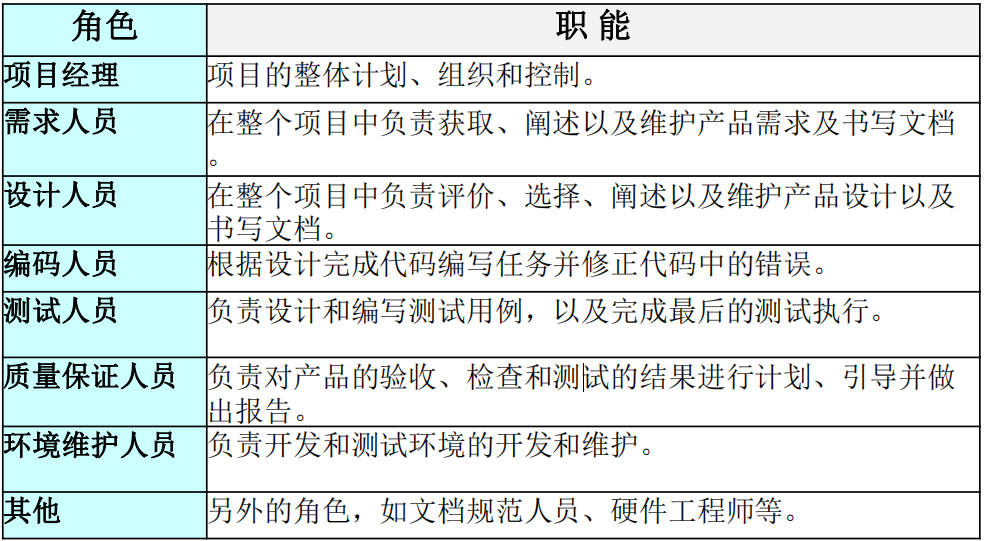 角色 职 能
项目经理 项目的整体计划、组织和控制。
需求人员 在整个项目中负责获取、阐述以及维护产品需求及书写文档
。
设计人员 在整个项目中负责评价、选择、阐述以及维护产品设计以及
书写文档。
编码人员 根据设计完成代码编写任务并修正代码中的错误。
测试人员 负责设计和编写测试用例，以及完成最后的测试执行。
质量保证人员 负责对产品的验收、检查和测试的结果进行计划、引导并做
出报告。
环境维护人员 负责开发和测试环境的开发和维护。
其他 另外的角色，如文档规范人员、硬件工程师等。